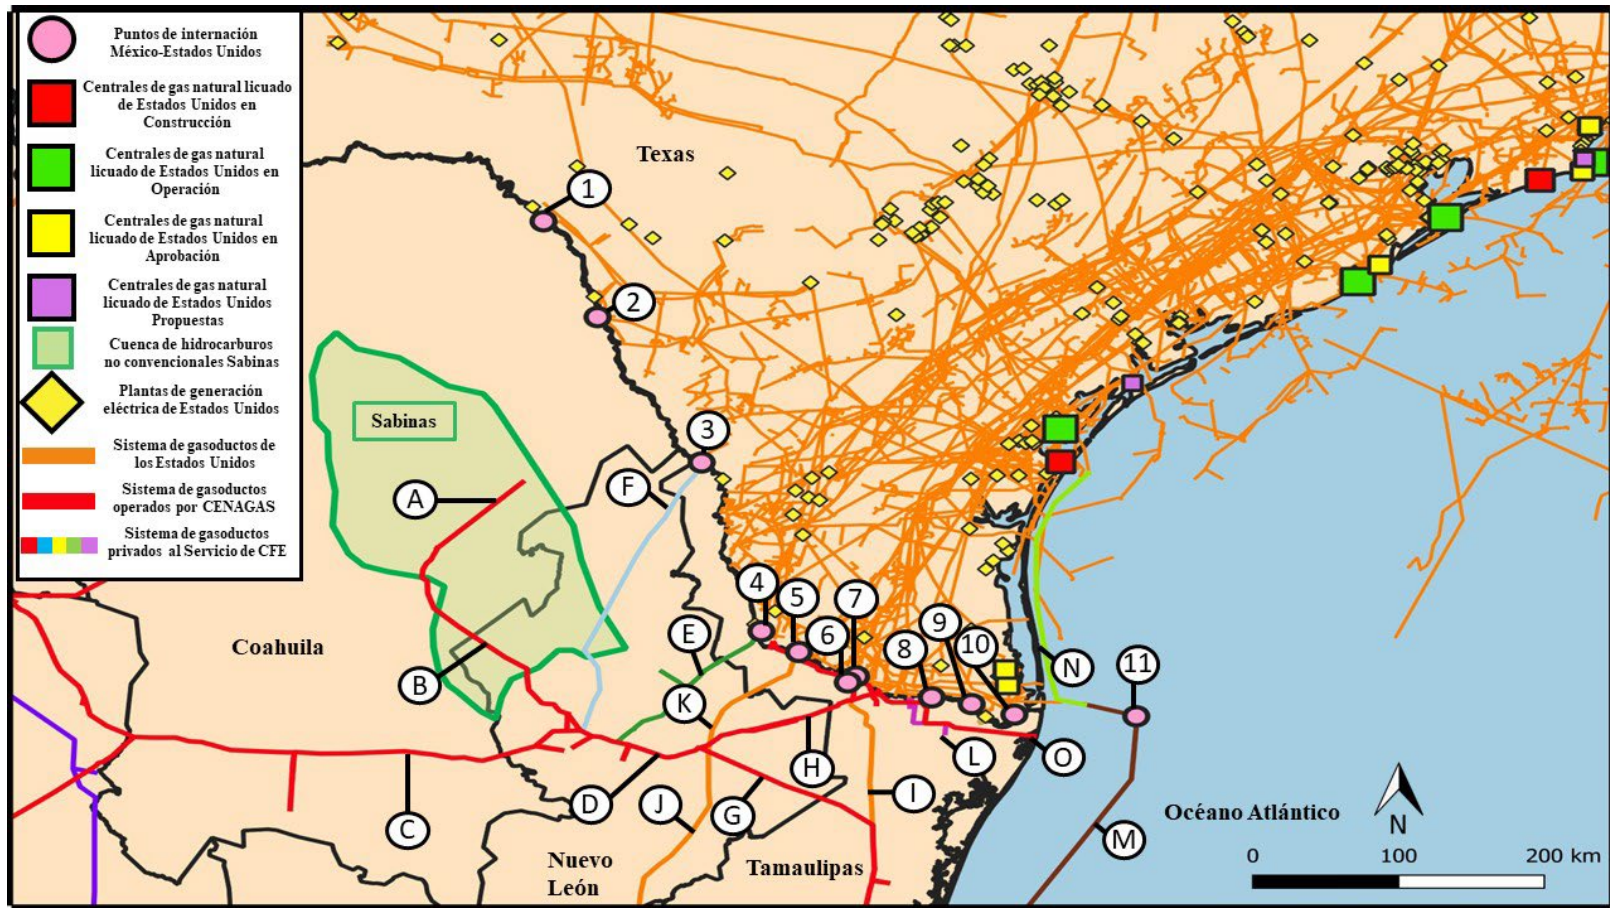 Puntos de internación
México-Estados Unidos
Centrales de gas natural licuado
de Estados Unidos en
Construcción
Centrales de gas natural
licuado de Estados Unidos en
Operación
Centrales de gas natural
licuado de Estados Unidos en
Aprobación
Centrales de gas natural
licuado de Estados Unidos
Propuestas
Cuenca de hidrocarburos
no convencionales Sabinas
Plantas de generación
eléctrica de Estados Unidos
Sistema de gasoductos de
los Estados Unidos
Sistema de gasoductos
operados por CENAGAS
Sistema de gasoductos
privados al Servicio de CFE
Texas
1
2
Sabinas
3
A
F
4
5
7
6
8
9
10
E
Coahuila
B
K
N
11
L
O
H
D
J
G
I
C
M
Océano Atlántico
N
0
100
200 km
Nuevo
León
Tamaulipas